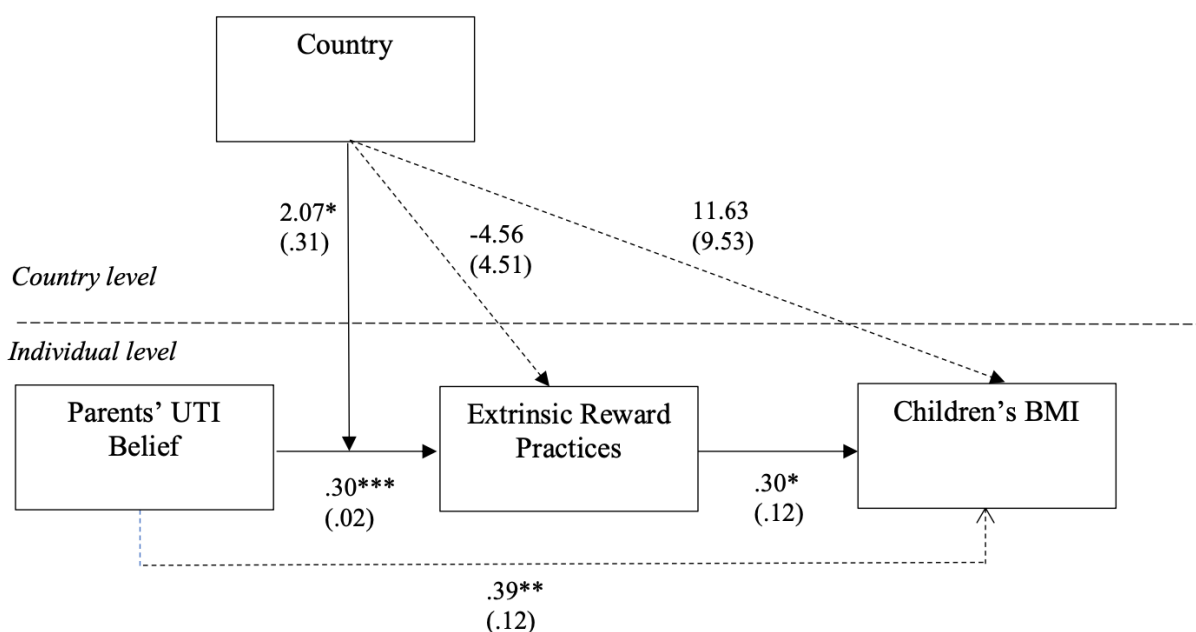 Country
2.07*
(.31)
-4.56
(4.51)
11.63
(9.53)
Country level
Individual level
Parents’ UTI
Belief
Extrinsic Reward
Practices
Children’s BMI
.30***
(.02)
.30*
(.12)
.39**
(.12)